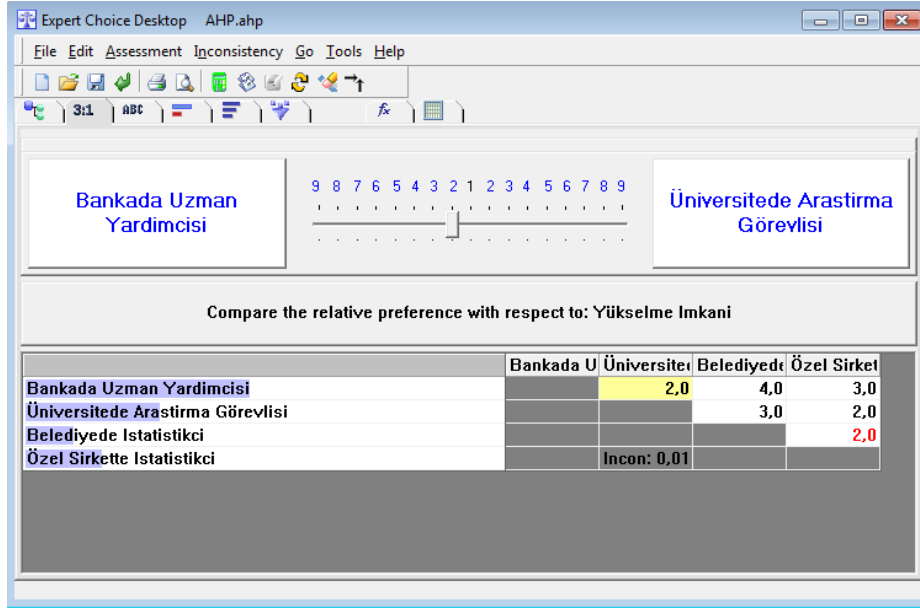 Expert Choice Desktop AHP.ahp
File Edit Assessment Inconsistency Go Tools Help
3:1 ABC fx
9 8 7 6 5 4 3 2 1 2 3 4 5 6 7 8 9
Bankada Uzman
Yardimcisi
Üniversitede Arastirma
Görevlisi
Compare the relative preference with respect to: Yükselme Imkani
Bankada U Üniversite Belediyede Özel Sirket
Bankada Uzman Yardimcisi 2,0 4,0 3,0
Üniversitede Arastirma Görevlisi 3,0 2,0
Belediyede Istatistikci 2,0
Özel Sirkette Istatistikci Incon: 0,01